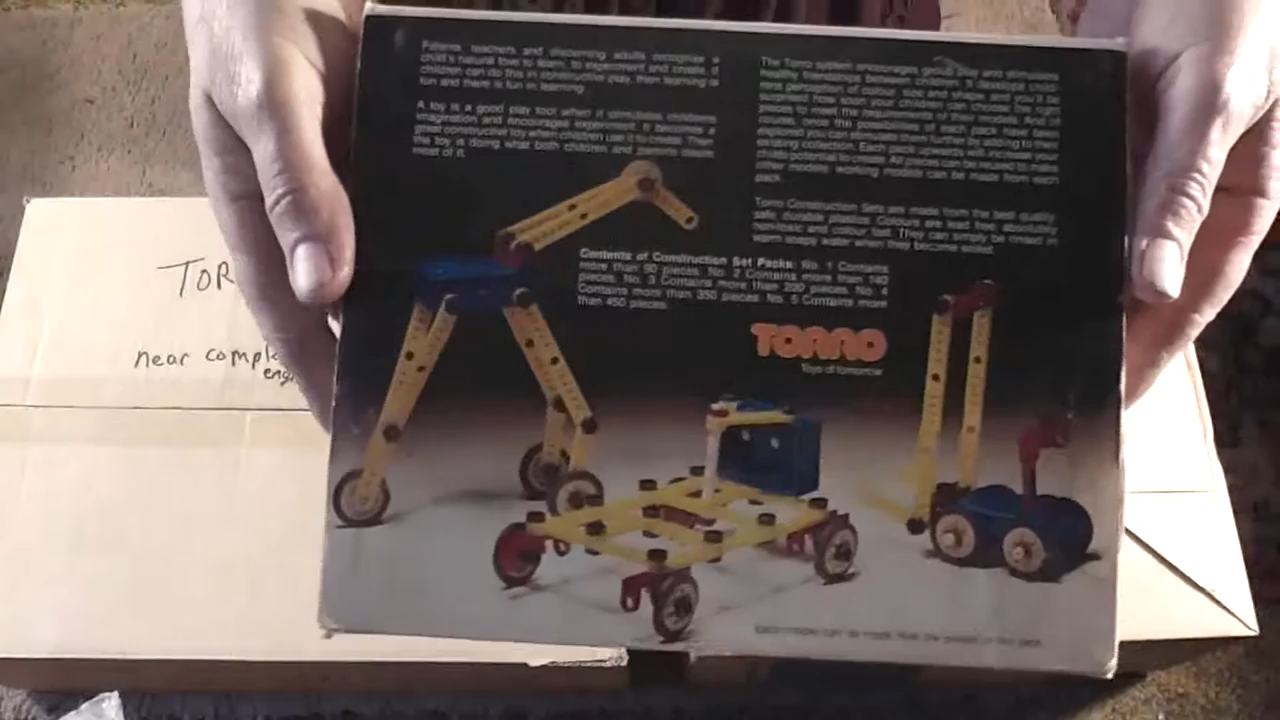 Patients, teachers and discerning adults recognise a
child's natural love to learn, to experiment and create. If
children can do this in constructive play, then learning is
fun and there is fun in learning.
A toy is a good play tool when it stimulates childrens
imagination and encourages experiment. It becomes a
great constructive toy when children use it to create. Then
the toy is doing what both children and parents
most of it.
The Torro system encourages group play and stimulates
healthy friendships between children. It develops child-
rens perception of colour, size and shape and you'll be
surprised how soon your children can choose the right
pieces to meet the requirements of their models. And of
course, once the possibilities of each pack have been
explored you can stimulate them further by adding to their
existing collection. Each pack upwards will increase your
childs potential to create. All pieces can be reused to make
other models: working models can be made from each
pack.
Torro Construction Sets are made from the best quality
safe, durable plastics. Colours are lead free, absolutely
non-toxic and colour fast. They can simply be rinsed in
warm soapy water when they become soiled.
Contents of Construction Set Packs: No. 1 Contains
more than 90 pieces. No. 2 Contains more than 140
pieces. No. 3 Contains more than 220 pieces. No. 4
Contains more than 350 pieces. No. 5 Contains more
than 450 pieces.
TORRO
Toys of tomorrow
TOR
near compl
eng